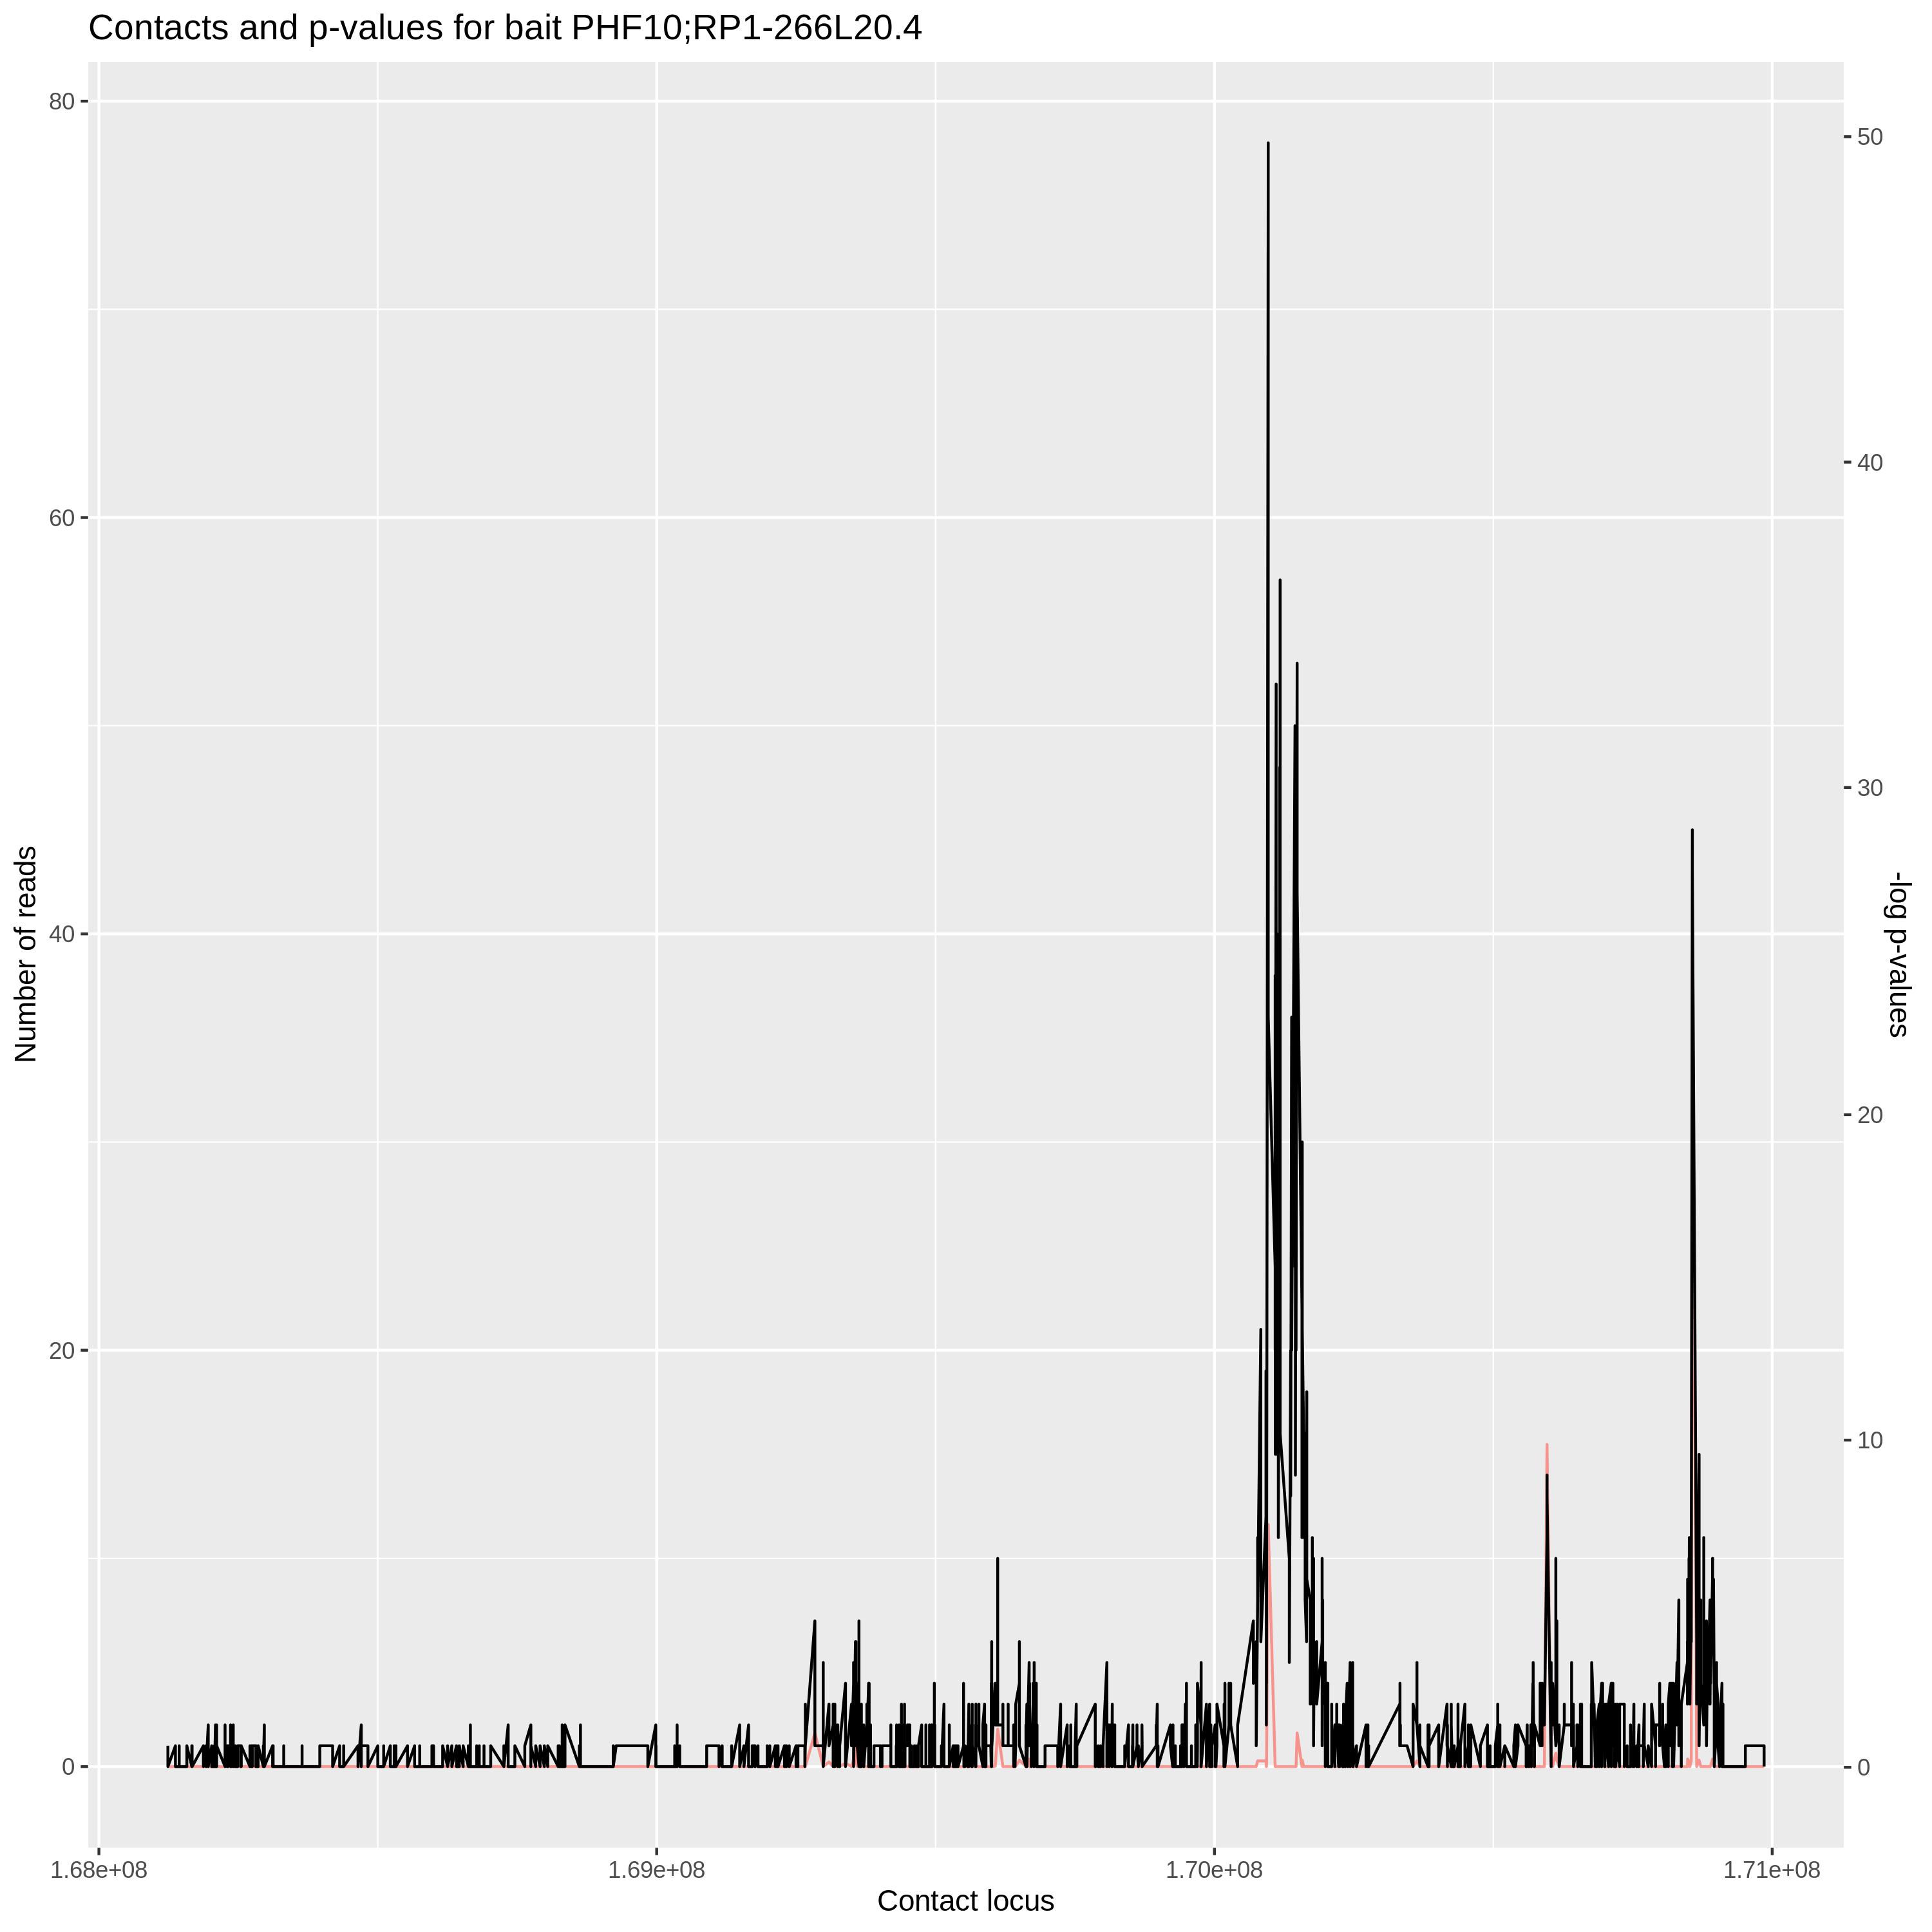 Contacts and p-values for bait PHF10;RP1-266L20.4
80
60
40
20
0
Number of reads
50
40
30
20
10
0
-log p-values
1.68e+08
1.69e+08
1.70e+08
1.71e+08
Contact locus